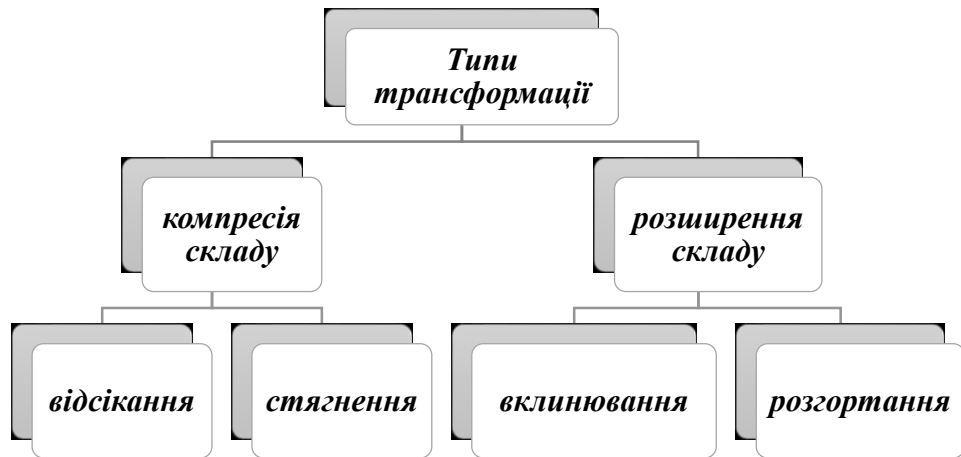 Типи
трансформації
компресія
складу
розширення
складу
відсікання
стягнення
вклинювання
розгортання